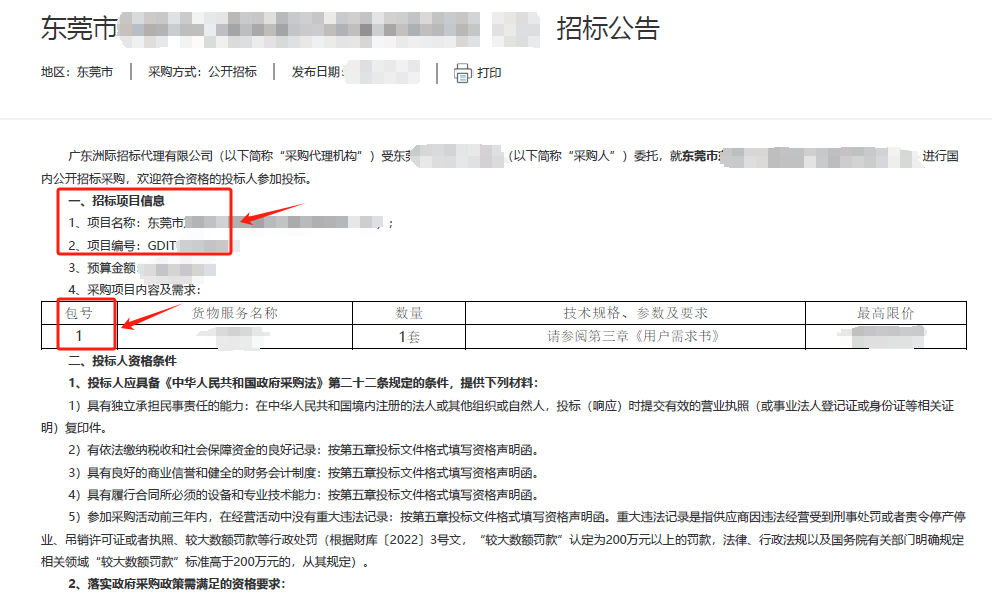 东莞市 招标公告
地区：东莞市 采购方式：公开招标 发布日期： 打印
广东洲际招标代理有限公司（以下简称“采购代理机构”）受东莞 （以下简称“采购人”）委托，就东莞市 进行国
内公开招标采购，欢迎符合资格的投标人参加投标。
一、招标项目信息
1、项目名称：东莞市 ；
2、项目编号：GDIT
3、预算金额：
4、采购项目内容及需求：
包号 货物服务名称 数量 技术规格、参数及要求 最高限价
1 1套 请参阅第三章《用户需求书》
二、投标人资格条件
1、投标人应具备《中华人民共和国政府采购法》第二十二条规定的条件，提供下列材料：
1）具有独立承担民事责任的能力：在中华人民共和国境内注册的法人或其他组织或自然人，投标（响应）时提交有效的营业执照（或事业法人登记证或身份证等相关证
明）复印件。
2）有依法缴纳税收和社会保障资金的良好记录：按第五章投标文件格式填写资格声明函。
3）具有良好的商业信誉和健全的财务会计制度：按第五章投标文件格式填写资格声明函。
4）具有履行合同所必须的设备和专业技术能力：按第五章投标文件格式填写资格声明函。
5）参加采购活动前三年内，在经营活动中没有重大违法记录：按第五章投标文件格式填写资格声明函。重大违法记录是指供应商因违法经营受到刑事处罚或者责令停产停
业、吊销许可证或者执照、较大数额罚款等行政处罚（根据财库〔2022〕3号文，“较大数额罚款”认定为200万元以上的罚款，法律、行政法规以及国务院有关部门明确规定
相关领域“较大数额罚款”标准高于200万元的，从其规定）。
2、落实政府采购政策需满足的资格要求：